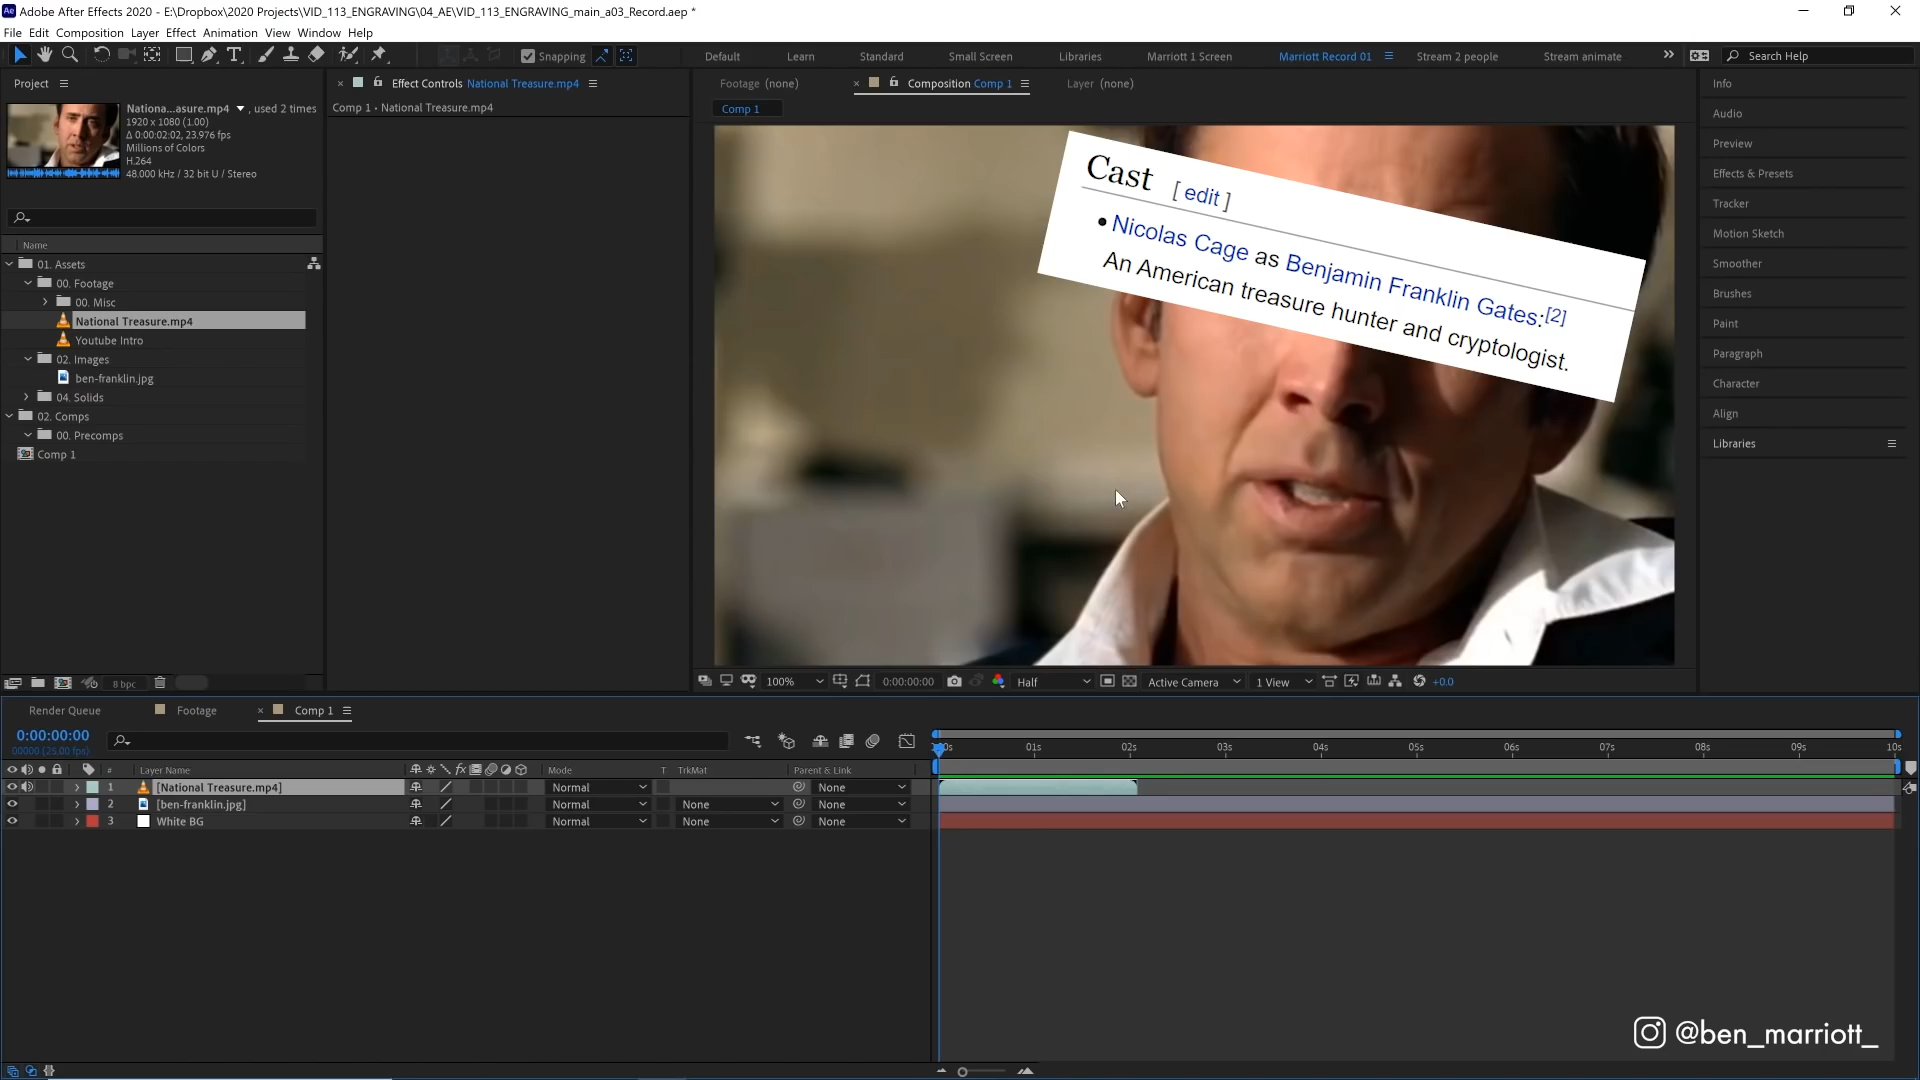 Adobe After Effects 2020 - E:\Dropbox\2020 Projects\VID_113_ENGRAVING\04_AE\VID_113_ENGRAVING_main_a03_Record.aep *
File Edit Composition Layer Effect Animation View Window Help
Snapping
Default Learn Standard Small Screen Libraries Marriott 1 Screen Marriott Record 01 Stream 2 people Stream animate
Search Help
Project
Nationa...asure.mp4 , used 2 times
1920 x 1080 (1.00)
Δ 0:00:02:02, 23.976 fps
Millions of Colors
H.264
48.000 kHz / 32 bit U / Stereo
Name
01. Assets
00. Footage
00. Misc
National Treasure.mp4
Youtube Intro
02. Images
ben-franklin.jpg
04. Solids
02. Comps
00. Precomps
Comp 1
8 bpc
Effect Controls National Treasure.mp4
Comp 1 • National Treasure.mp4
Footage (none) Composition Comp 1 Layer (none)
Comp 1
Cast [ edit ]
• Nicolas Cage as Benjamin Franklin Gates:[2]
An American treasure hunter and cryptologist.
100% 0:00:00:00 Half Active Camera 1 View +0.0
Info
Audio
Preview
Effects & Presets
Tracker
Motion Sketch
Smoother
Brushes
Paint
Paragraph
Character
Align
Libraries
Render Queue Footage Comp 1
0:00:00:00
00000 (25.00 fps)
# Layer Name fx Mode T TrkMat Parent & Link
1 [National Treasure.mp4] Normal None
2 [ben-franklin.jpg] Normal None None
3 White BG Normal None None
01s 02s 03s 04s 05s 06s 07s 08s 09s 10s
@ben_marriott_